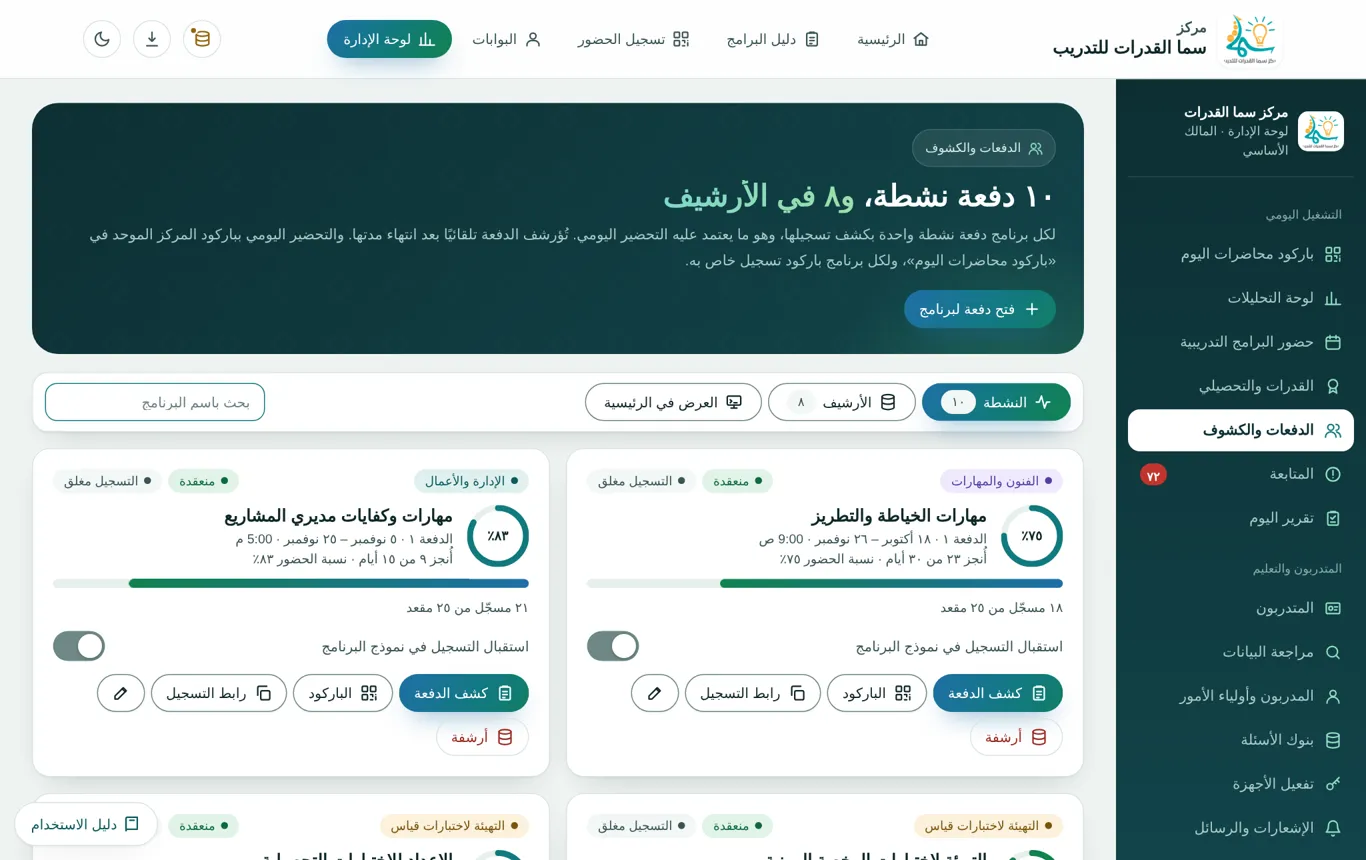 مركز
سما القدرات للتدريب
الرئيسية
دليل البرامج
تسجيل الحضور
البوابات
لوحة الإدارة
مركز سما القدرات
لوحة الإدارة · المالك
الأساسي
التشغيل اليومي
باركود محاضرات اليوم
لوحة التحليلات
حضور البرامج التدريبية
القدرات والتحصيلي
الدفعات والكشوف
المتابعة
٧٢
تقرير اليوم
المتدربون والتعليم
المتدربون
مراجعة البيانات
المدربون وأولياء الأمور
بنوك الأسئلة
تفعيل الأجهزة
الإشعارات والرسائل
الدفعات والكشوف
١٠ دفعة نشطة، و٨ في الأرشيف
لكل برنامج دفعة نشطة واحدة بكشف تسجيلها، وهو ما يعتمد عليه التحضير اليومي. تُؤرشف الدفعة تلقائيًا بعد انتهاء مدتها. والتحضير اليومي بباركود المركز الموحد في
«باركود محاضرات اليوم»، ولكل برنامج باركود تسجيل خاص به.
فتح دفعة لبرنامج
النشطة ١٠
الأرشيف ٨
العرض في الرئيسية
بحث باسم البرنامج
الفنون والمهارات
منعقدة
التسجيل مغلق
٧٥٪
مهارات الخياطة والتطريز
الدفعة ١ · ١٨ أكتوبر – ٢٦ نوفمبر · 9:00 ص
أُنجز ٢٣ من ٣٠ أيام · نسبة الحضور ٧٥٪
١٨ مسجّل من ٢٥ مقعد
استقبال التسجيل في نموذج البرنامج
كشف الدفعة
الباركود
رابط التسجيل
أرشفة
الإدارة والأعمال
منعقدة
التسجيل مغلق
٨٣٪
مهارات وكفايات مديري المشاريع
الدفعة ١ · ٥ نوفمبر – ٢٥ نوفمبر · 5:00 م
أُنجز ٩ من ١٥ أيام · نسبة الحضور ٨٣٪
٢١ مسجّل من ٢٥ مقعد
استقبال التسجيل في نموذج البرنامج
كشف الدفعة
الباركود
رابط التسجيل
أرشفة
التهيئة لاختبارات قياس
منعقدة
التسجيل مغلق
التهيئة لاختبارات قياس
منعقدة
دليل الاستخدام